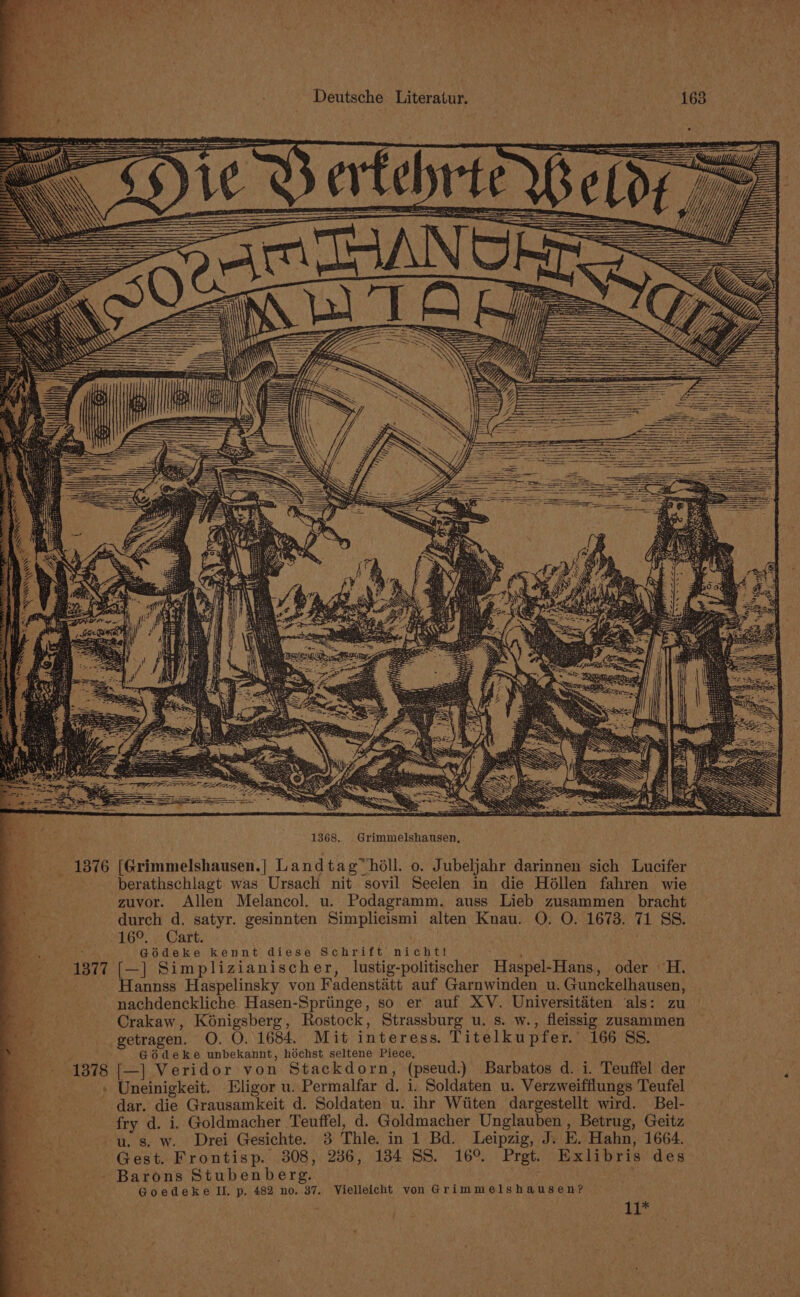 Deutsche Literatur. 163
Die Verkehrte Weldt
1368. Grimmelshausen,
1376 [Grimmelshausen.] Landtag höll. o. Jubeljahr darinnen sich Lucifer
berathschlagt was Ursach nit sovil Seelen in die Höllen fahren wie
zuvor. Allen Melancol. u. Podagramm. auss Lieb zusammen bracht
durch d. satyr. gesinnten Simplicismi alten Knau. O. O. 1673. 71 SS.
16º. Cart.
Gödeke kennt diese Schrift nicht!
1377 [—] Simplizianischer, lustig-politischer Haspel-Hans, oder H.
Hannss Haspelinsky von Fadenstätt auf Garnwinden u. Gunckelhausen,
nachdenckliche Hasen-Sprünge, so er auf XV. Universitäten als: zu
Crakaw, Königsberg, Rostock, Strassburg u. s. w., fleissig zusammen
getragen. O. O. 1684. Mit interess. Titelkupfer. 166 SS.
Gödeke unbekannt, höchst seltene Piece,
1378 [—] Veridor von Stackdorn, (pseud.) Barbatos d. i. Teuffel der
Uneinigkeit. Eligor u. Permalfar d. i. Soldaten u. Verzweifflungs Teufel
dar. die Grausamkeit d. Soldaten u. ihr Wüten dargestellt wird. Bel-
fry d. i. Goldmacher Teuffel, d. Goldmacher Unglauben, Betrug, Geitz
u. s. w. Drei Gesichte. 3 Thle. in 1 Bd. Leipzig, J. E. Hahn, 1664.
Gest. Frontisp. 308, 236, 134 SS. 16º. Prgt. Exlibris des
Barons Stubenberg.
Goedeke II. p. 482 no. 37. Vielleicht von Grimmelshausen?
11*